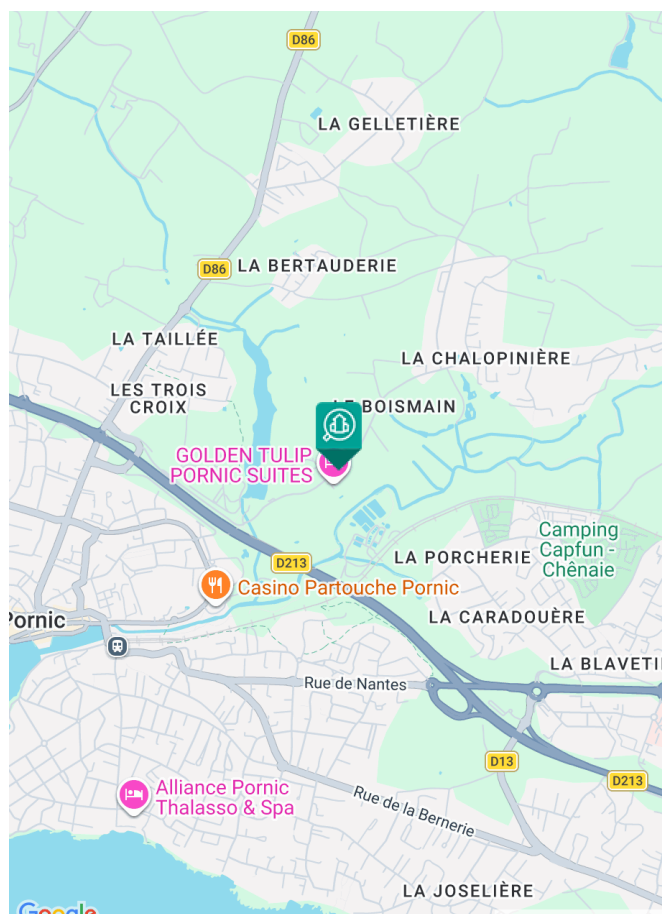 D86
LA GELLETIÈRE
D86
LA BERTAUDERIE
LA TAILLÉE
LA CHALOPINIÈRE
LES TROIS
CROIX
LE BOISMAIN
GOLDEN TULIP
PORNIC SUITES
Camping
Capfun -
Chênaie
D213
LA PORCHERIE
Casino Partouche Pornic
Pornic
LA CARADOUÈRE
LA BLAVETI
Rue de Nantes
D13
D213
Alliance Pornic
Thalasso & Spa
Rue de la Bernerie
LA JOSELIÈRE
Google